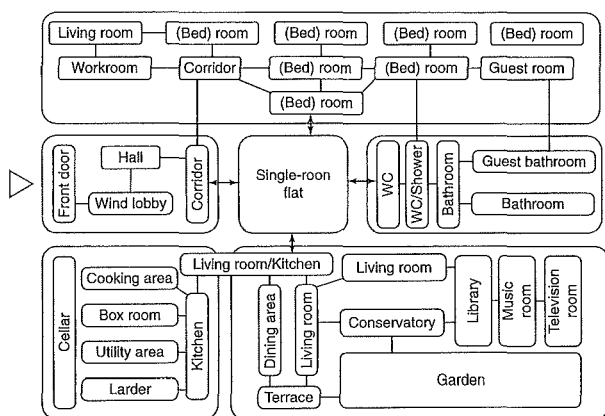 Living room
(Bed) room
(Bed) room
(Bed) room
(Bed) room
Workroom
Corridor
(Bed) room
(Bed) room
Guest room
(Bed) room
Front door
Hall
Wind lobby
Corridor
Single-roon
flat
WC
WC/Shower
Bathroom
Guest bathroom
Bathroom
Living room/Kitchen
Cellar
Cooking area
Box room
Utility area
Larder
Kitchen
Dining area
Living room
Living room
Conservatory
Library
Music
room
Television
room
Terrace
Garden